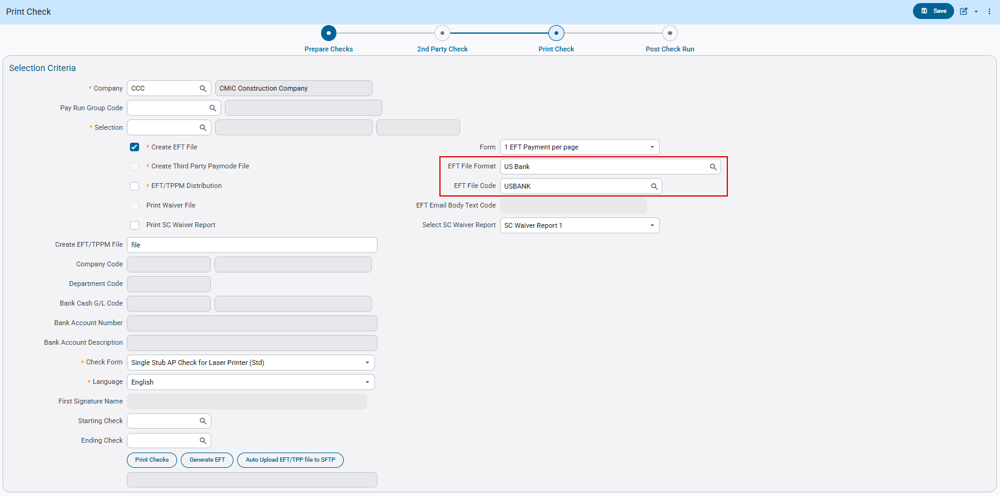 Print Check
Save
Prepare Checks
2nd Party Check
Print Check
Post Check Run
Selection Criteria
* Company CCC CMiC Construction Company
Pay Run Group Code
* Selection
* Create EFT File Form 1 EFT Payment per page
* Create Third Party Paymode File EFT File Format US Bank
* EFT/TPPM Distribution EFT File Code USBANK
Print Waiver File EFT Email Body Text Code
Print SC Waiver Report Select SC Waiver Report SC Waiver Report 1
Create EFT/TPPM File file
Company Code
Department Code
Bank Cash G/L Code
Bank Account Number
Bank Account Description
* Check Form Single Stub AP Check for Laser Printer (Std)
* Language English
First Signature Name
Starting Check
Ending Check
Print Checks Generate EFT Auto Upload EFT/TPP file to SFTP